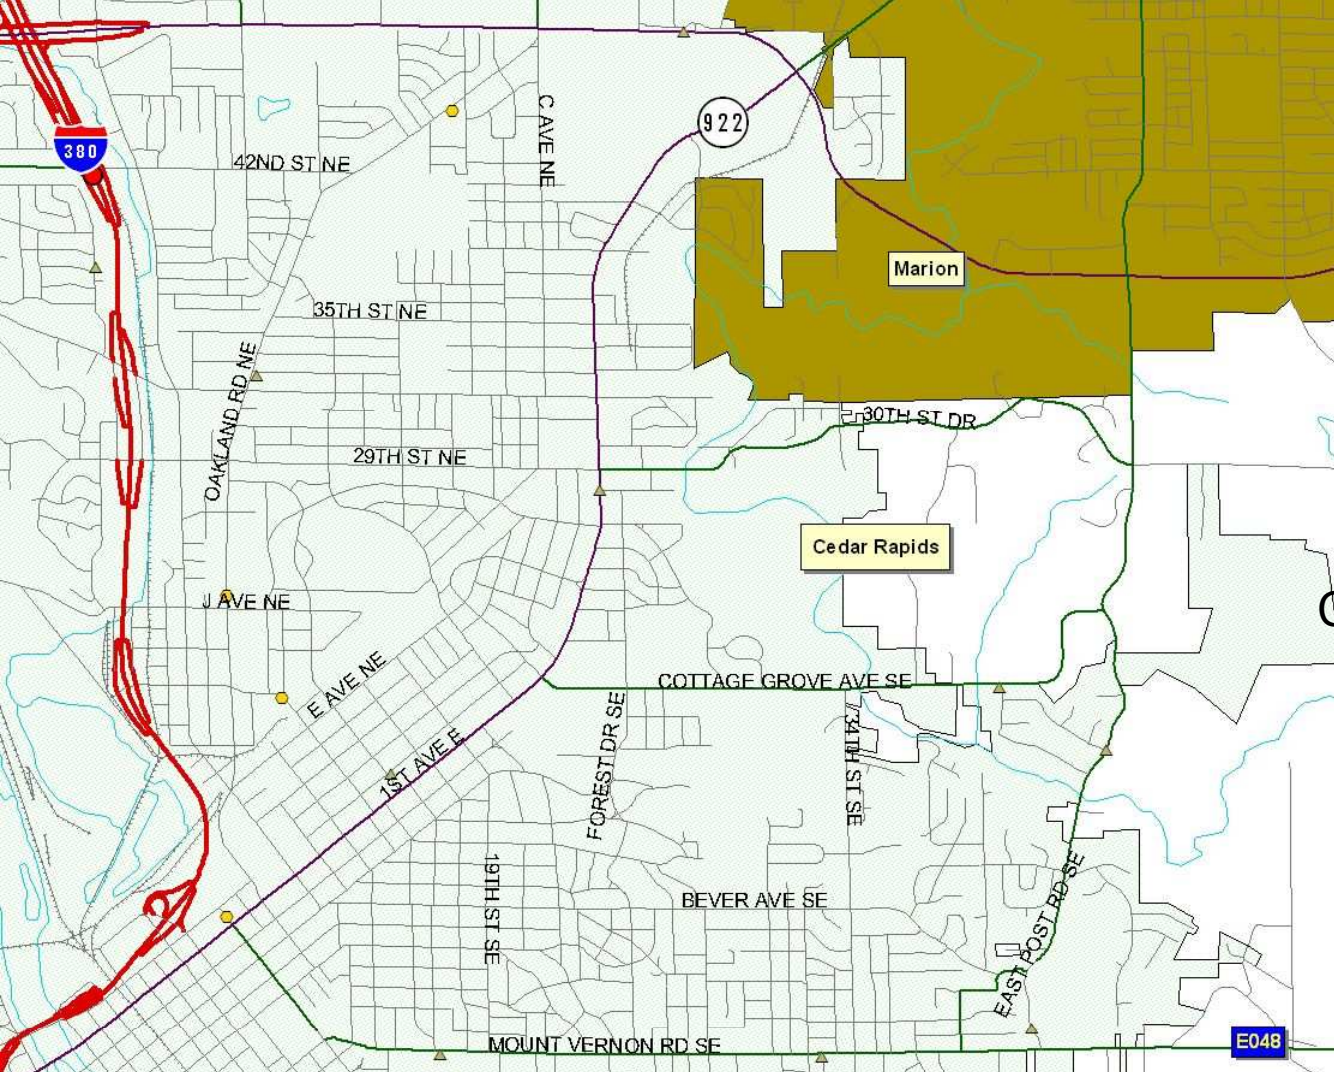 C AVE NE
922
380
42ND ST NE
Marion
35TH ST NE
OAKLAND RD NE
30TH ST DR
29TH ST NE
Cedar Rapids
J AVE NE
E AVE NE
COTTAGE GROVE AVE SE
FOREST DR SE
34TH ST SE
1ST AVE E
19TH ST SE
BEVER AVE SE
EAST POST RD SE
MOUNT VERNON RD SE
E048